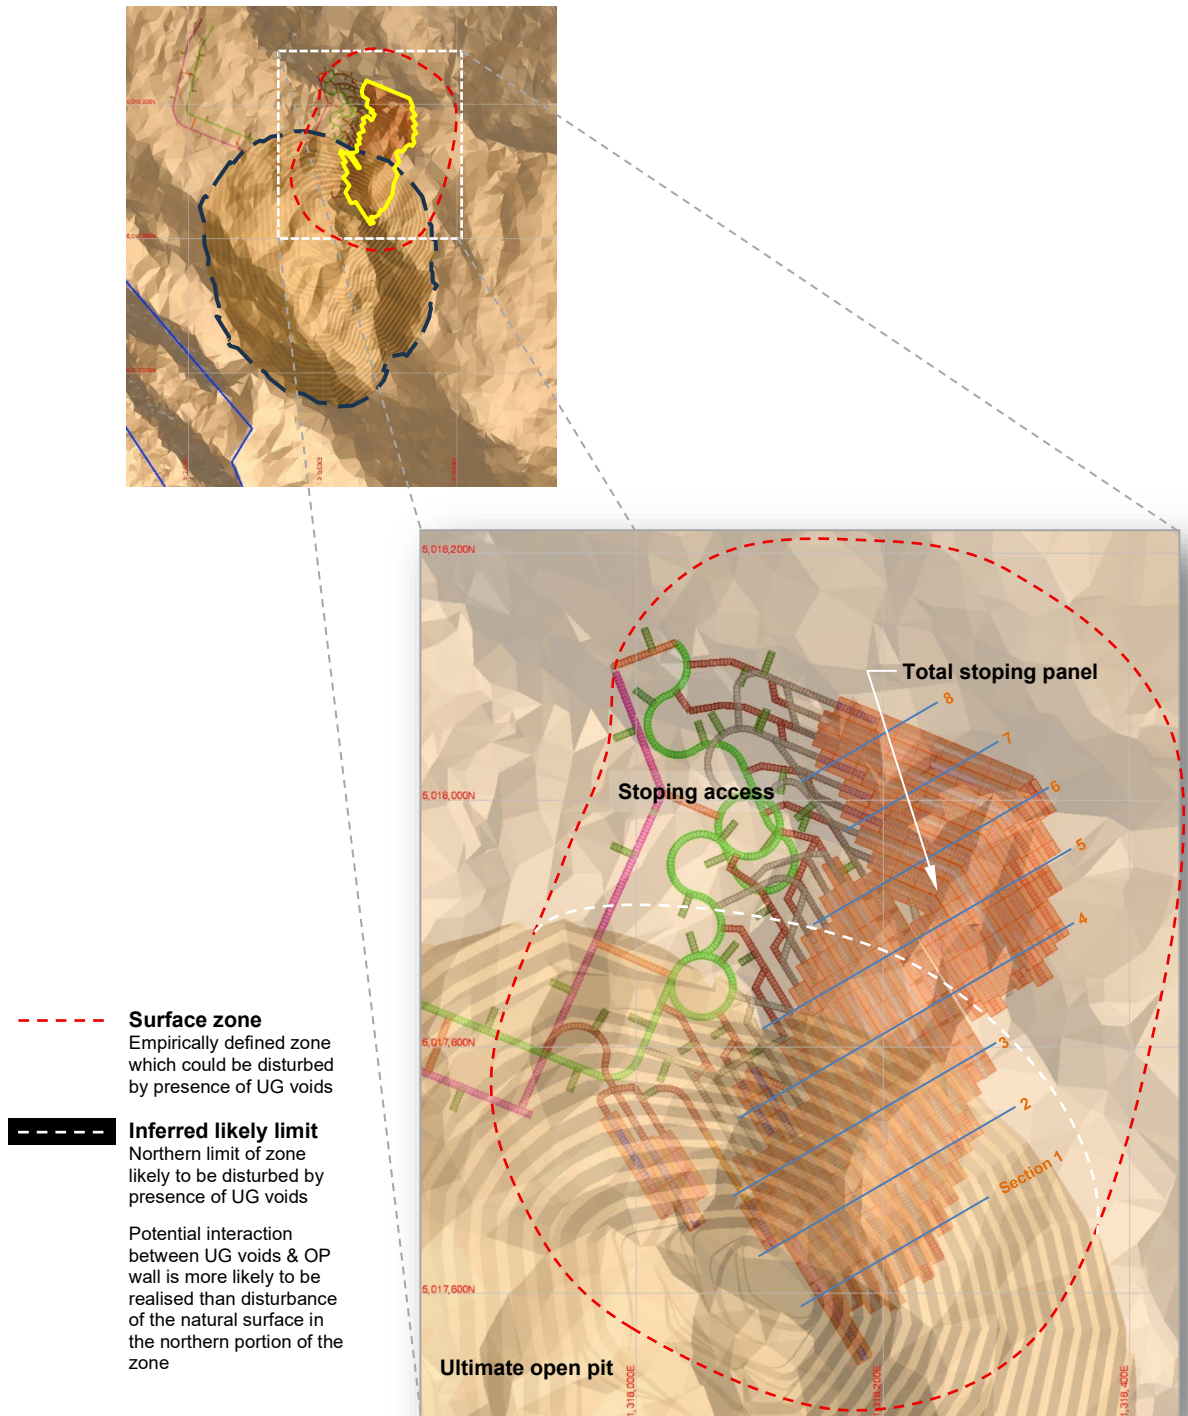 5,018,200N
Total stoping panel
8
7
6
Stoping access
5,018,000N
5
4
Surface zone
Empirically defined zone
which could be disturbed
by presence of UG voids
5,017,800N
3
2
Inferred likely limit
Northern limit of zone
likely to be disturbed by
presence of UG voids
Section 1
Potential interaction
between UG voids & OP
wall is more likely to be
realised than disturbance
of the natural surface in
the northern portion of the
zone
5,017,600N
Ultimate open pit
1,318,000E
1,318,200E
1,318,400E